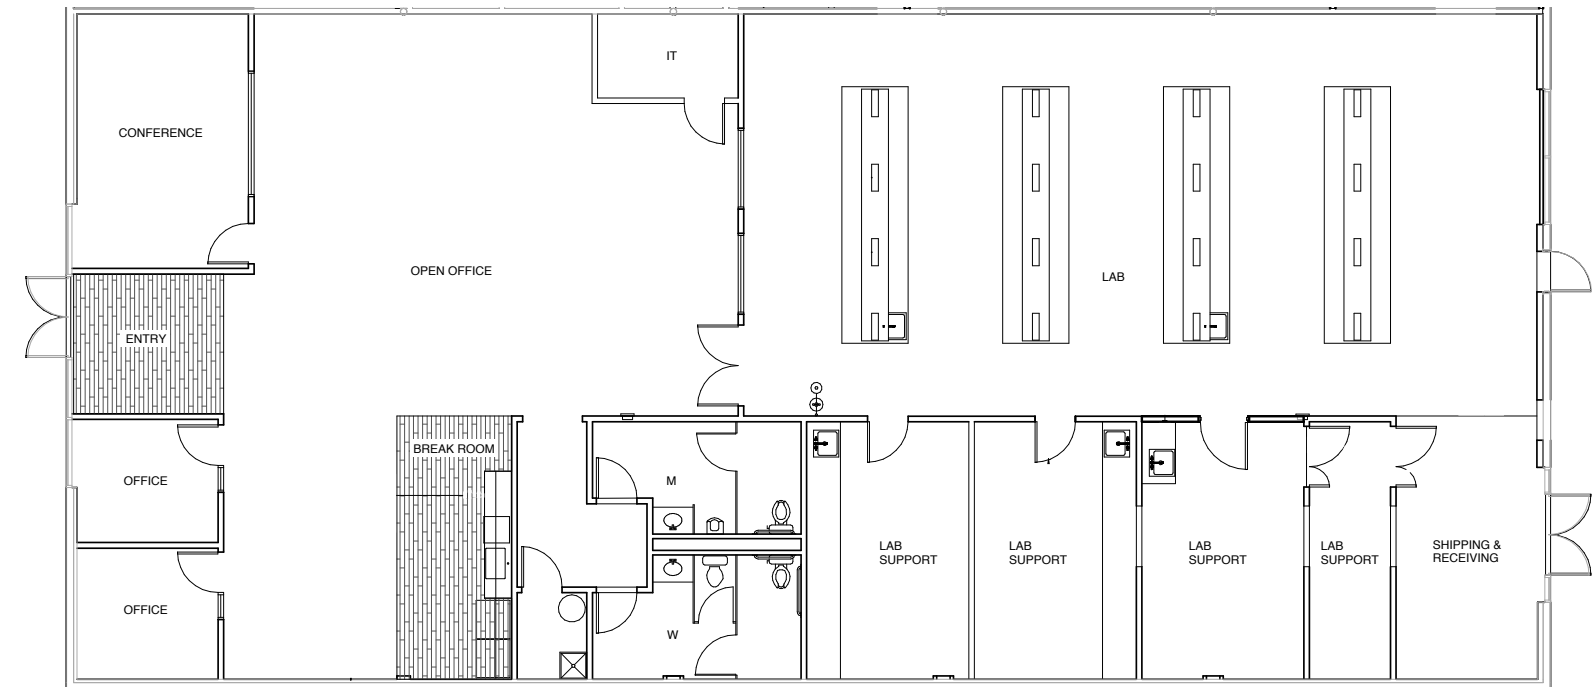 IT
CONFERENCE
OPEN OFFICE
LAB
ENTRY
BREAK ROOM
OFFICE
M
LAB
SUPPORT
LAB
SUPPORT
LAB
SUPPORT
LAB
SUPPORT
SHIPPING &
RECEIVING
OFFICE
W